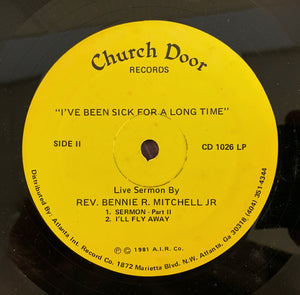 Church Door
RECORDS
"I'VE BEEN SICK FOR A LONG TIME"
SIDE II
CD 1026 LP
Live Sermon By
REV. BENNIE R. MITCHELL JR
1. SERMON - Part II
2. I'LL FLY AWAY
© 1981 A.I.R. Co.
Distributed By: Atlanta Int. Record Co. 1872 Marietta Blvd. N.W. Atlanta, Ga 30318 (404) 351-4344